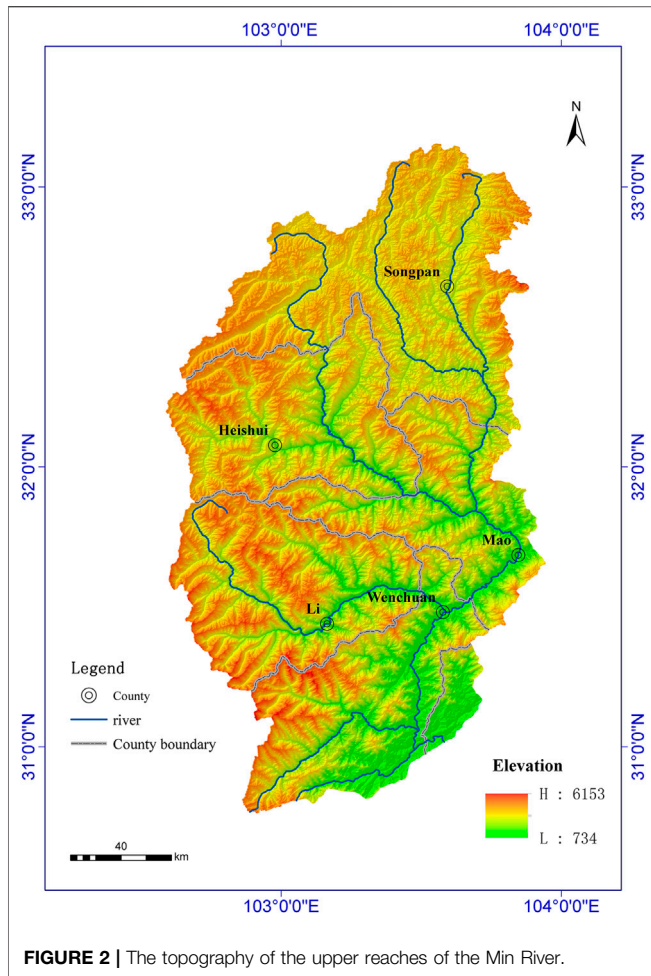 103°0'0"E 104°0'0"E
N
33°0'0"N 33°0'0"N
Songpan
Heishui
32°0'0"N 32°0'0"N
Mao
Wenchuan
Li
Legend
County
river
County boundary
31°0'0"N 31°0'0"N
Elevation
H : 6153
L : 734
40
km
103°0'0"E 104°0'0"E
FIGURE 2 | The topography of the upper reaches of the Min River.